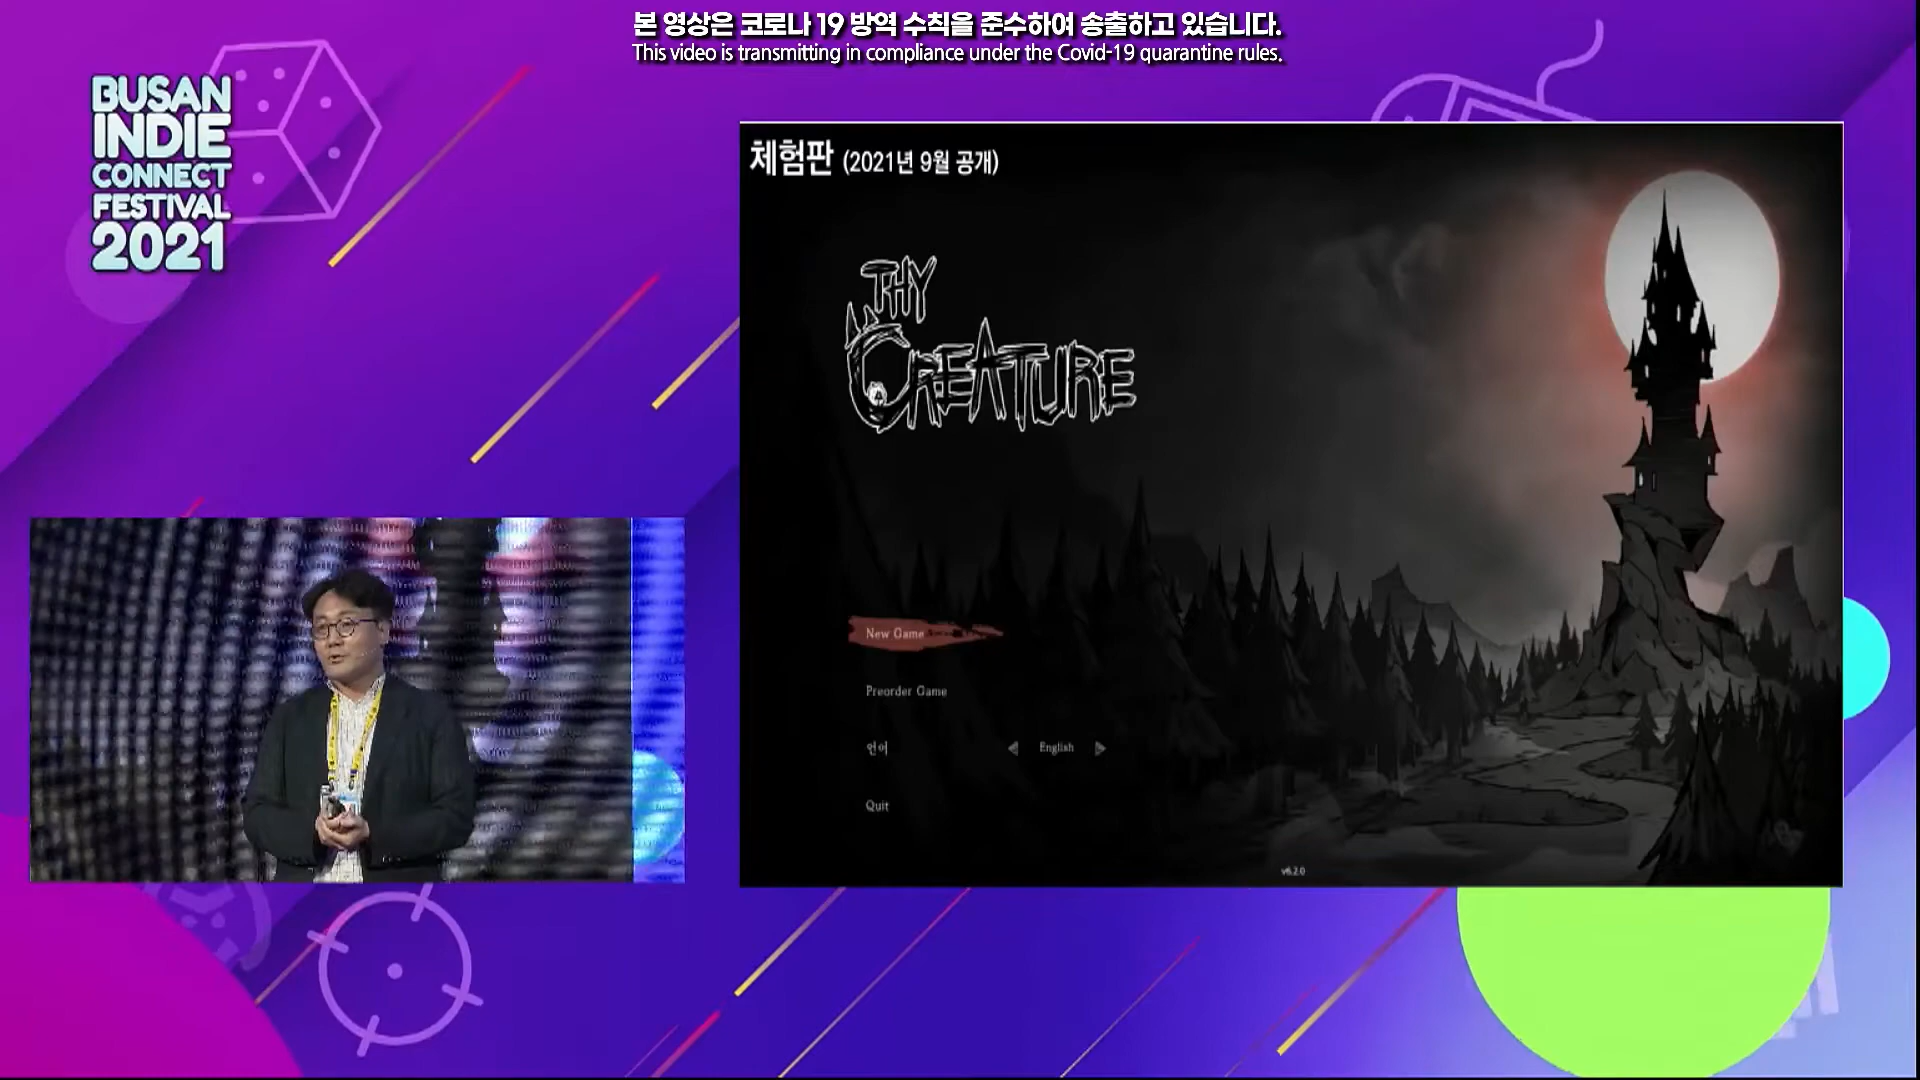 본 영상은 코로나 19 방역 수칙을 준수하여 송출하고 있습니다.
This video is transmitting in compliance under the Covid-19 quarantine rules.
BUSAN
INDIE
CONNECT
FESTIVAL
2021
체험판 (2021년 9월 공개)
THY
CREATURE
New Game
Preorder Game
언어 English
Quit
v6.2.0